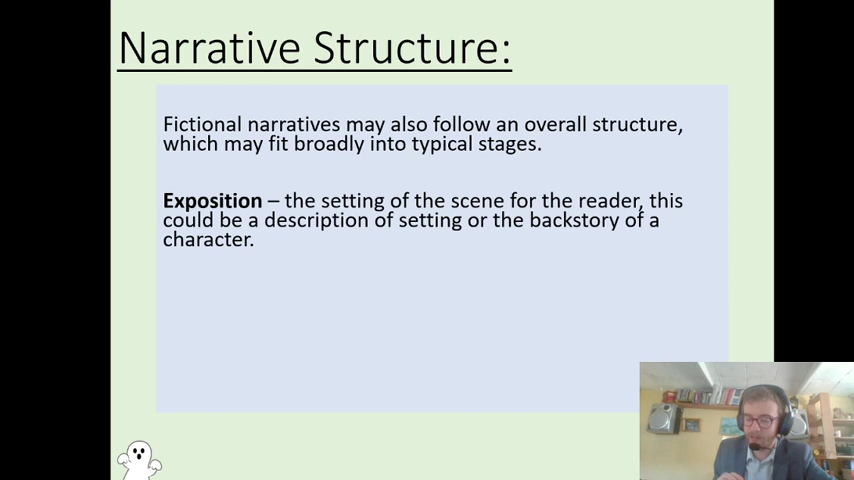 Narrative Structure:
Fictional narratives may also follow an overall structure,
which may fit broadly into typical stages.
Exposition – the setting of the scene for the reader, this
could be a description of setting or the backstory of a
character.